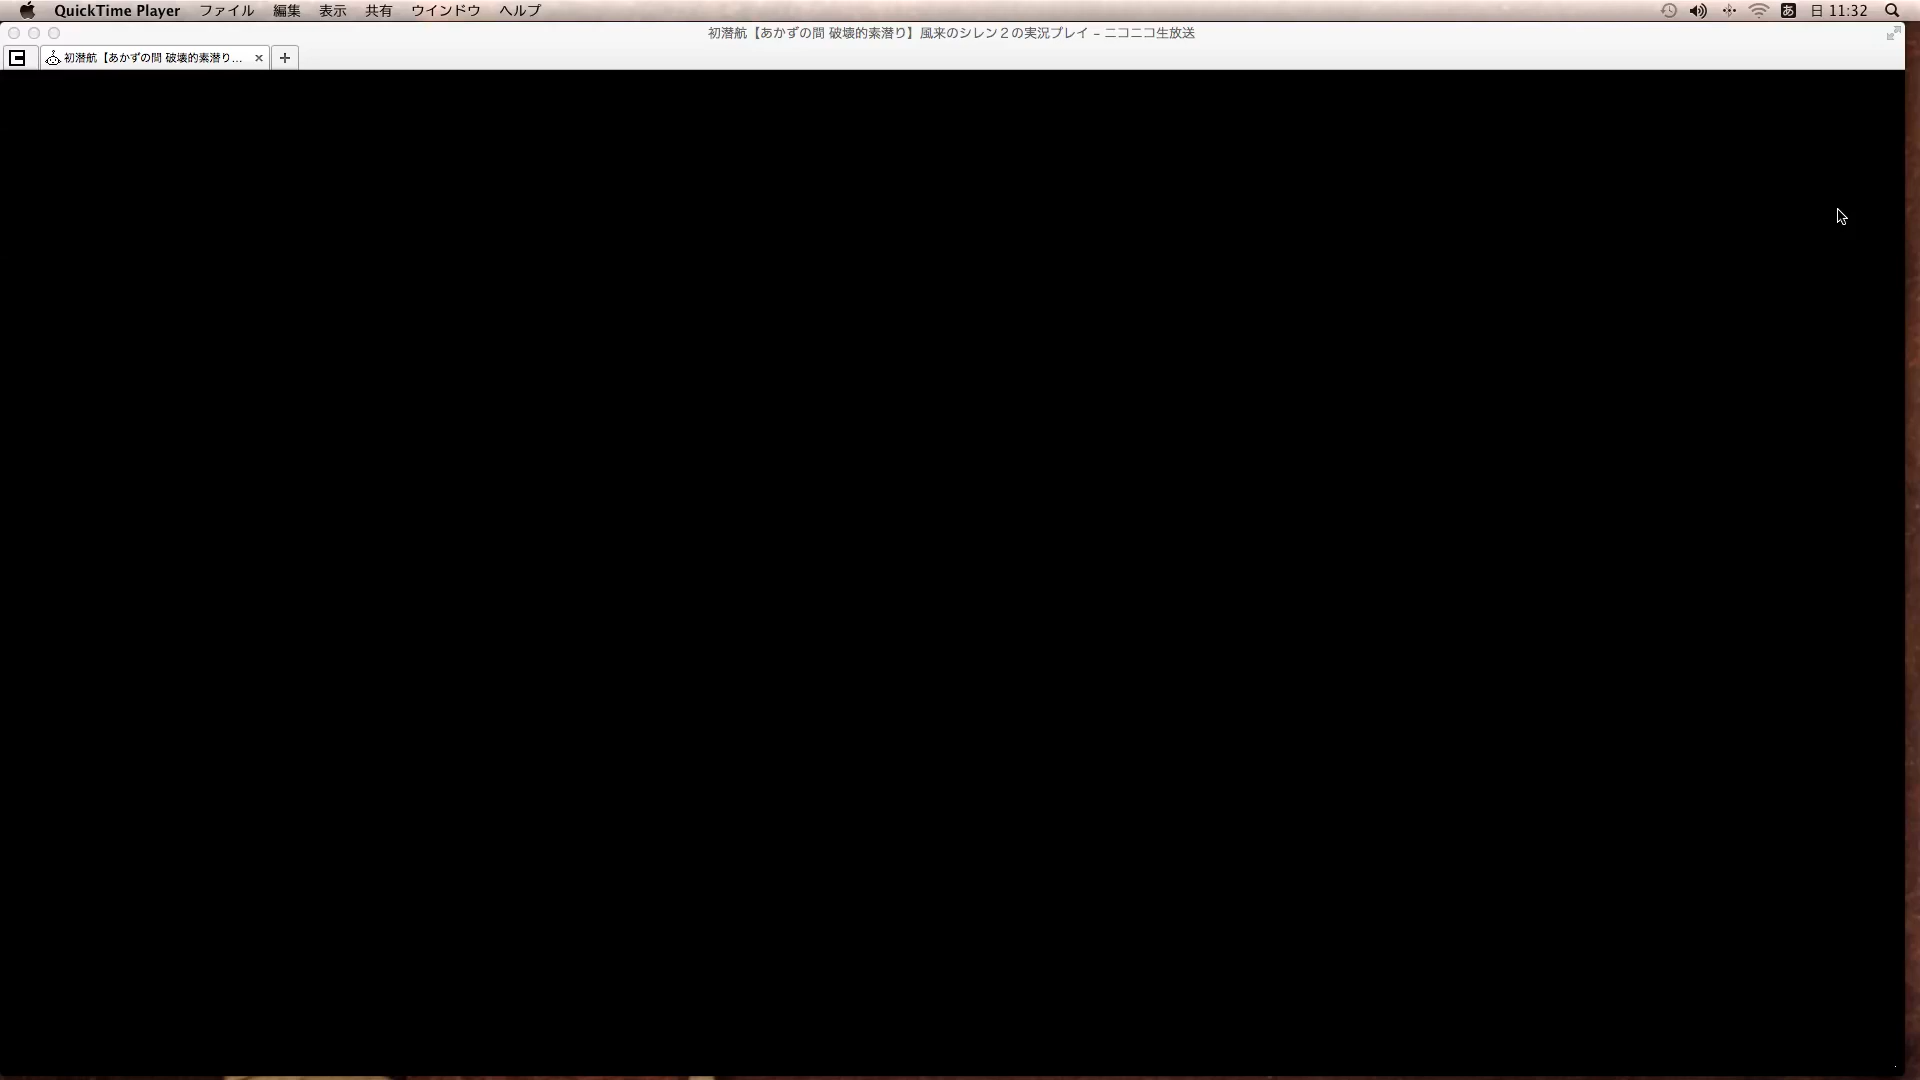 QuickTime Player ファイル 編集 表示 共有 ウインドウ ヘルプ あ 日 11:32
初潜航【あかずの間 破壊的素潜り】風来のシレン２の実況プレイ – ニコニコ生放送
初潜航【あかずの間 破壊的素潜り...